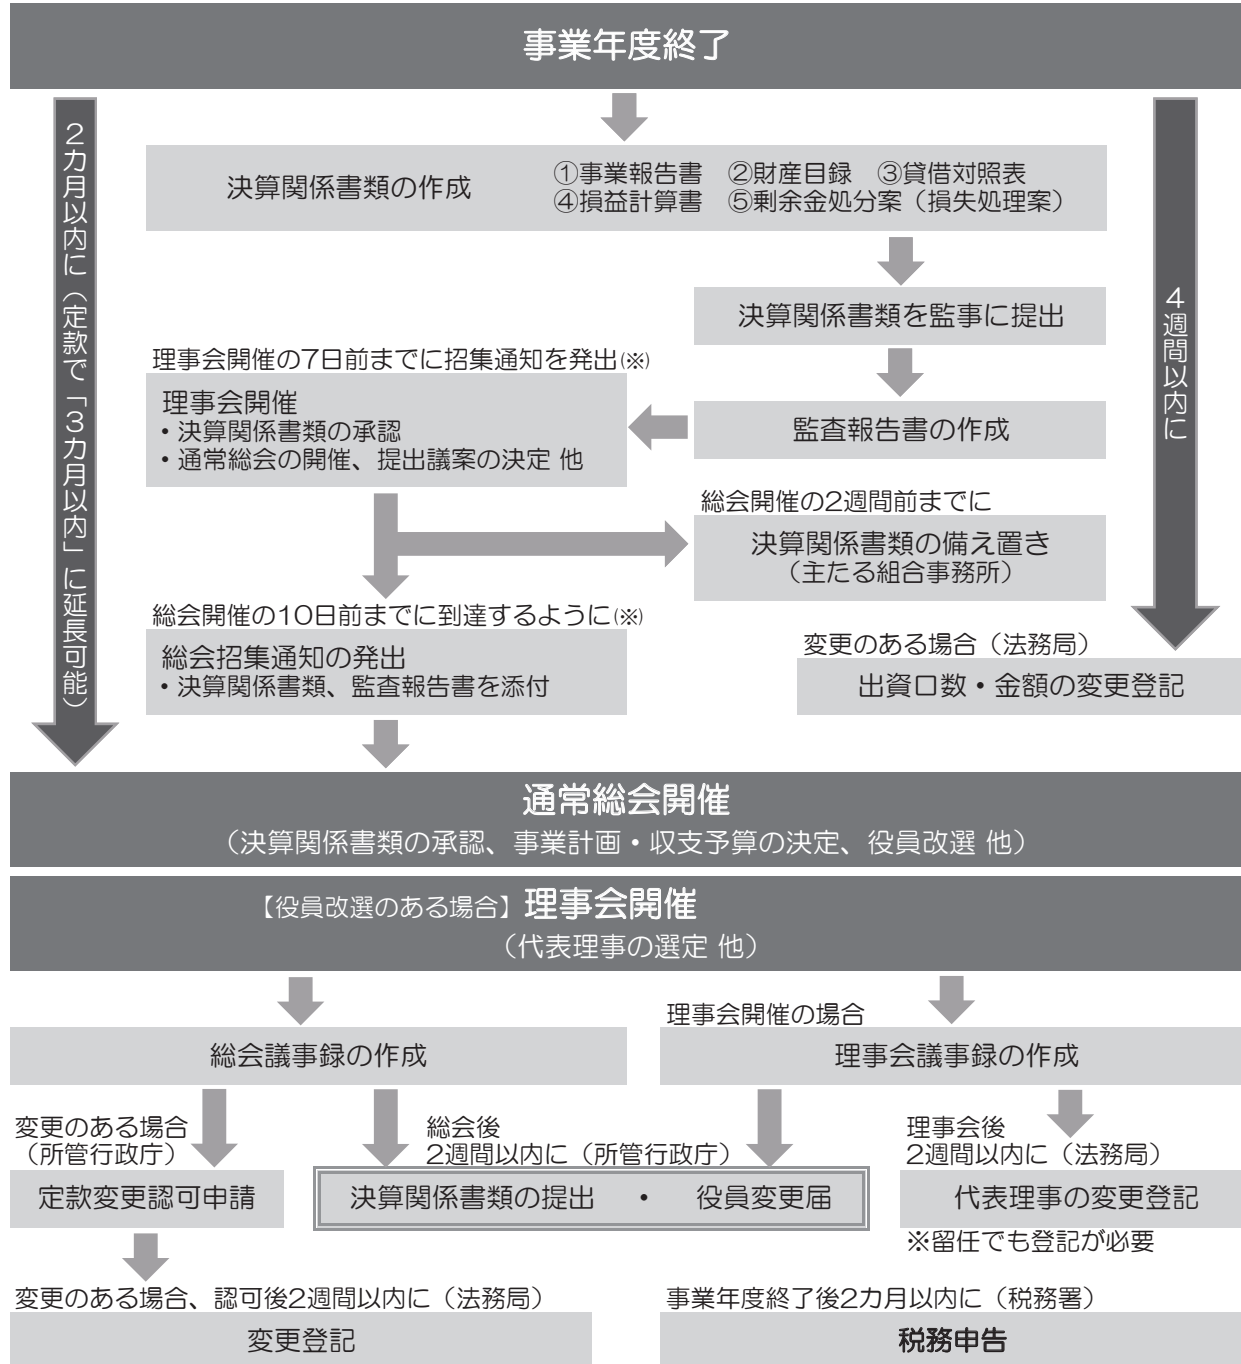 事業年度終了
2カ月以内に（定款で「3カ月以内」に延長可能）
4週間以内に
決算関係書類の作成
①事業報告書　②財産目録　③貸借対照表
④損益計算書　⑤剰余金処分案（損失処理案）
決算関係書類を監事に提出
監査報告書の作成
理事会開催の7日前までに招集通知を発出(※)
理事会開催
・決算関係書類の承認
・通常総会の開催、提出議案の決定 他
総会開催の2週間前までに
決算関係書類の備え置き
（主たる組合事務所）
総会開催の10日前までに到達するように(※)
総会招集通知の発出
・決算関係書類、監査報告書を添付
変更のある場合（法務局）
出資口数・金額の変更登記
通常総会開催
（決算関係書類の承認、事業計画・収支予算の決定、役員改選 他）
【役員改選のある場合】理事会開催
（代表理事の選定 他）
総会議事録の作成
理事会開催の場合
理事会議事録の作成
変更のある場合
（所管行政庁）
定款変更認可申請
総会後
2週間以内に（所管行政庁）
決算関係書類の提出　・　役員変更届
理事会後
2週間以内に（法務局）
代表理事の変更登記
※留任でも登記が必要
変更のある場合、認可後2週間以内に（法務局）
変更登記
事業年度終了後2カ月以内に（税務署）
税務申告